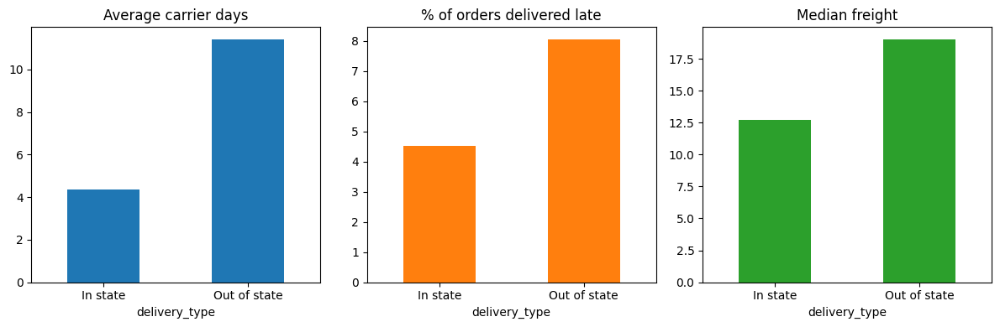 Average carrier days
10
8
6
4
2
0
In state Out of state
delivery_type
% of orders delivered late
8
7
6
5
4
3
2
1
0
In state Out of state
delivery_type
Median freight
17.5
15.0
12.5
10.0
7.5
5.0
2.5
0.0
In state Out of state
delivery_type